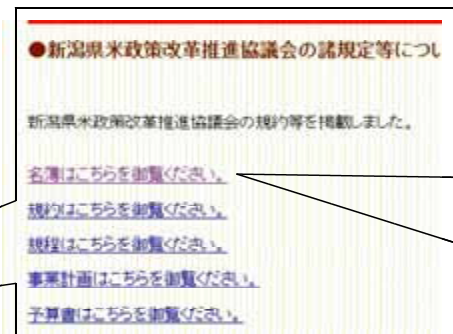 ●新潟県米政策改革推進協議会の諸規定等につい
新潟県米政策改革推進協議会の規約等を掲載しました。
名簿はこちらを御覧ください。
規約はこちらを御覧ください。
規程はこちらを御覧ください。
事業計画はこちらを御覧ください。
予算書はこちらを御覧ください。